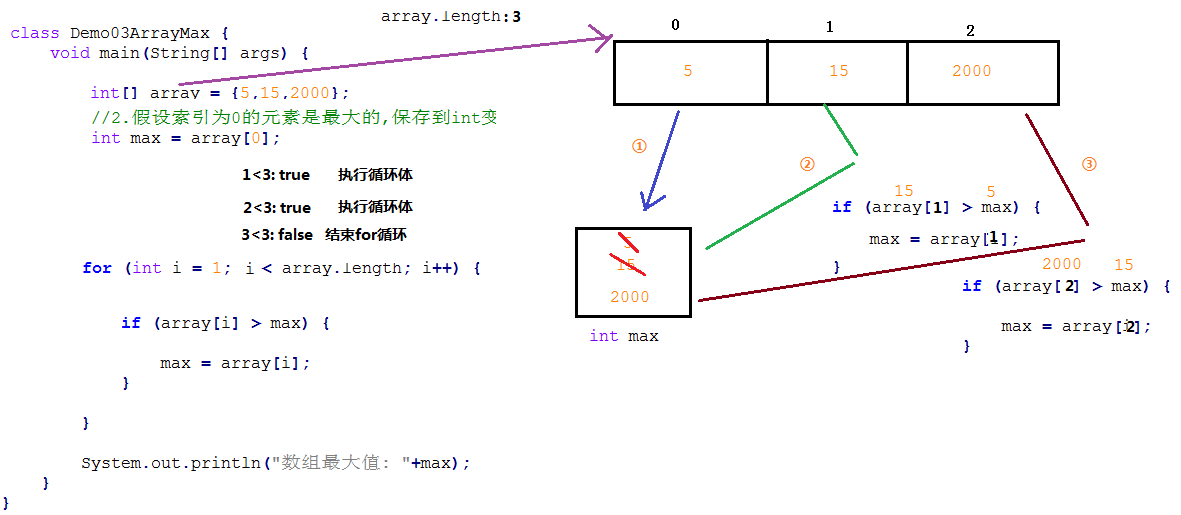 array.length:3
class Demo03ArrayMax {
void main(String[] args) {
int[] array = {5,15,2000};
//2.假设索引为0的元素是最大的,保存到int变
int max = array[0];
1<3: true 执行循环体
2<3: true 执行循环体
3<3: false 结束for循环
for (int i = 1; i < array.length; i++) {
if (array[i] > max) {
max = array[i];
}
}
System.out.println("数组最大值: "+max);
}
}
0 1 2
5 15 2000
①
②
③
5
15
2000
int max
15 5
if (array[1] > max) {
max = array[1];
}
2000 15
if (array[2] > max) {
max = array[2];
}